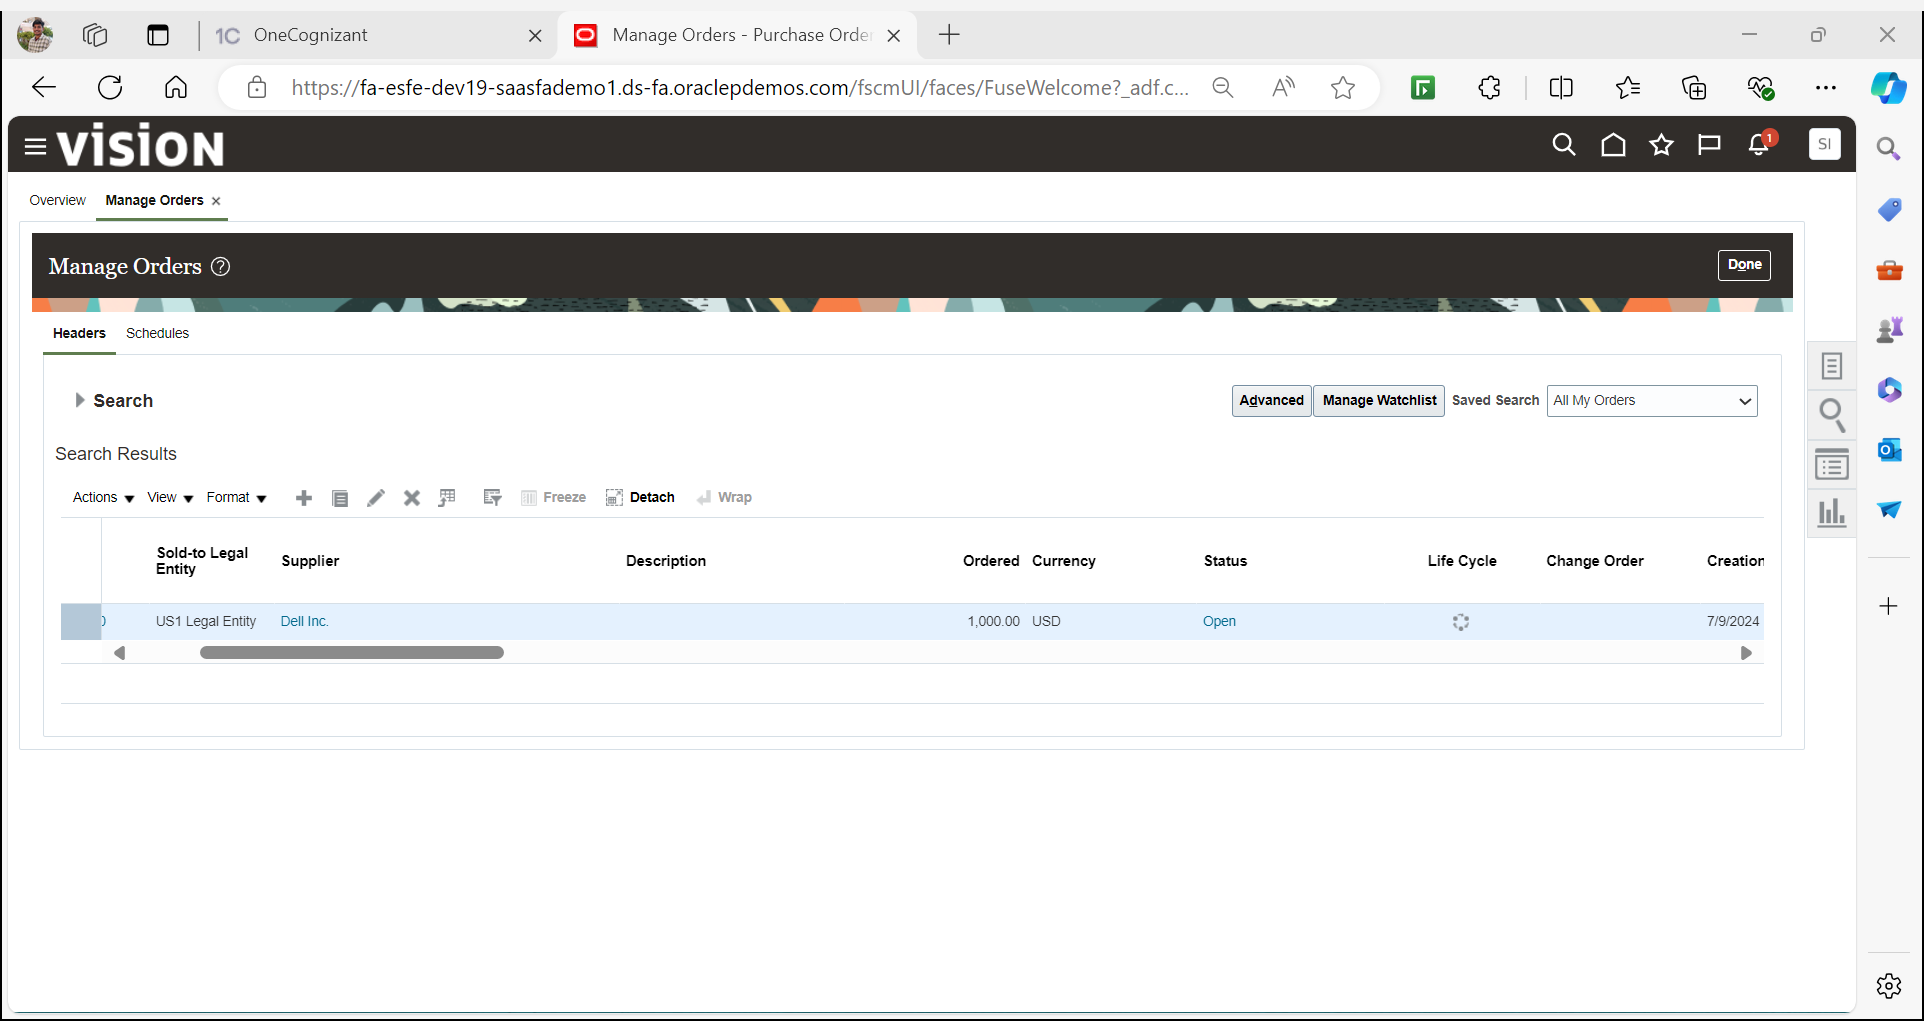 OneCognizant
Manage Orders - Purchase Order
https://fa-esfe-dev19-saasfademo1.ds-fa.oraclepdemos.com/fscmUI/faces/FuseWelcome?_adf.c...
VISION
1
SI
Overview
Manage Orders
Manage Orders
Done
Headers
Schedules
Search
Advanced
Manage Watchlist
Saved Search
All My Orders
Search Results
Actions
View
Format
Freeze
Detach
Wrap
Sold-to Legal
Entity
Supplier
Description
Ordered
Currency
Status
Life Cycle
Change Order
Creation
US1 Legal Entity
Dell Inc.
1,000.00
USD
Open
7/9/2024